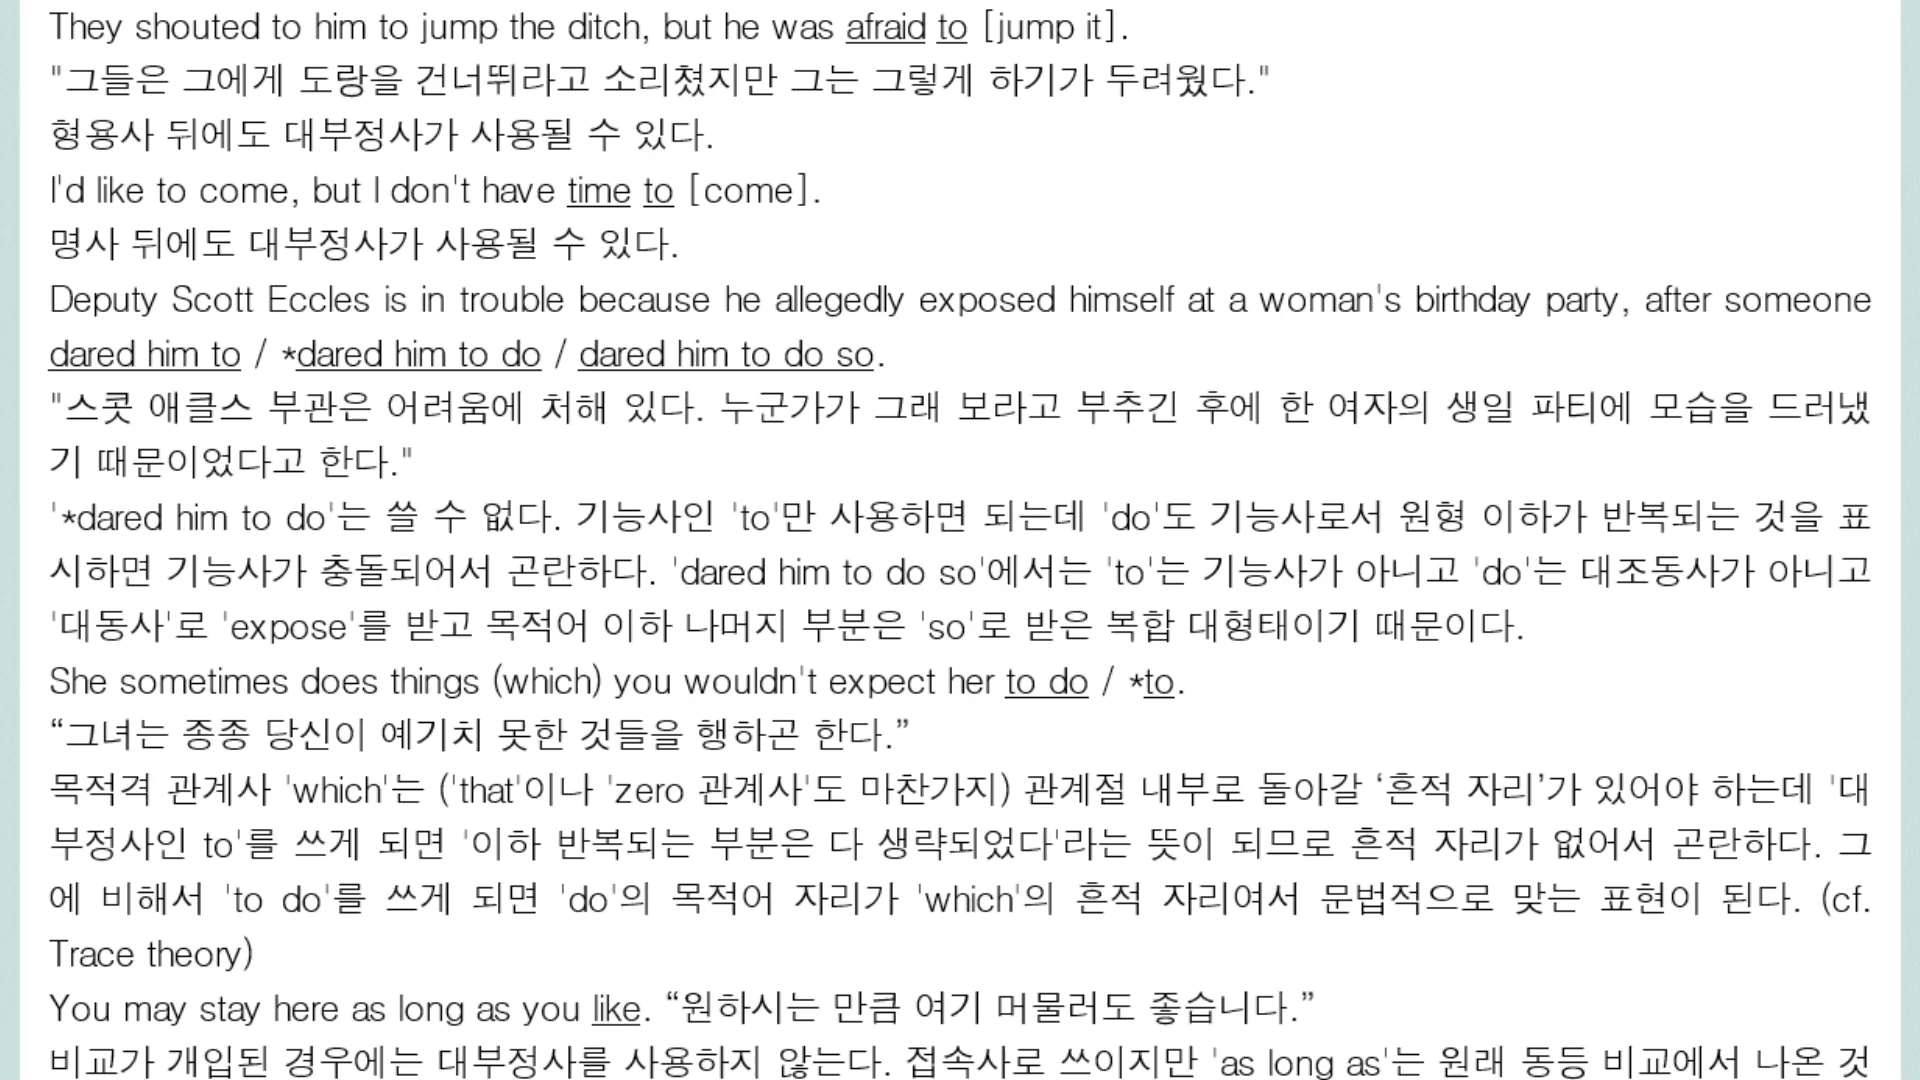 They shouted to him to jump the ditch, but he was afraid to [jump it].
"그들은 그에게 도랑을 건너뛰라고 소리쳤지만 그는 그렇게 하기가 두려웠다."
형용사 뒤에도 대부정사가 사용될 수 있다.
I'd like to come, but I don't have time to [come].
명사 뒤에도 대부정사가 사용될 수 있다.
Deputy Scott Eccles is in trouble because he allegedly exposed himself at a woman's birthday party, after someone
dared him to / *dared him to do / dared him to do so.
"스콧 애클스 부관은 어려움에 처해 있다. 누군가가 그래 보라고 부추긴 후에 한 여자의 생일 파티에 모습을 드러냈
기 때문이었다고 한다."
'*dared him to do'는 쓸 수 없다. 기능사인 'to'만 사용하면 되는데 'do'도 기능사로서 원형 이하가 반복되는 것을 표
시하면 기능사가 충돌되어서 곤란하다. 'dared him to do so'에서는 'to'는 기능사가 아니고 'do'는 대조동사가 아니고
'대동사'로 'expose'를 받고 목적어 이하 나머지 부분은 'so'로 받은 복합 대형태이기 때문이다.
She sometimes does things (which) you wouldn't expect her to do / *to.
“그녀는 종종 당신이 예기치 못한 것들을 행하곤 한다.”
목적격 관계사 'which'는 ('that'이나 'zero 관계사'도 마찬가지) 관계절 내부로 돌아갈 ‘흔적 자리’가 있어야 하는데 '대
부정사인 to'를 쓰게 되면 '이하 반복되는 부분은 다 생략되었다'라는 뜻이 되므로 흔적 자리가 없어서 곤란하다. 그
에 비해서 'to do'를 쓰게 되면 'do'의 목적어 자리가 'which'의 흔적 자리여서 문법적으로 맞는 표현이 된다. (cf.
Trace theory)
You may stay here as long as you like. “원하시는 만큼 여기 머물러도 좋습니다.”
비교가 개입된 경우에는 대부정사를 사용하지 않는다. 접속사로 쓰이지만 'as long as'는 원래 동등 비교에서 나온 것